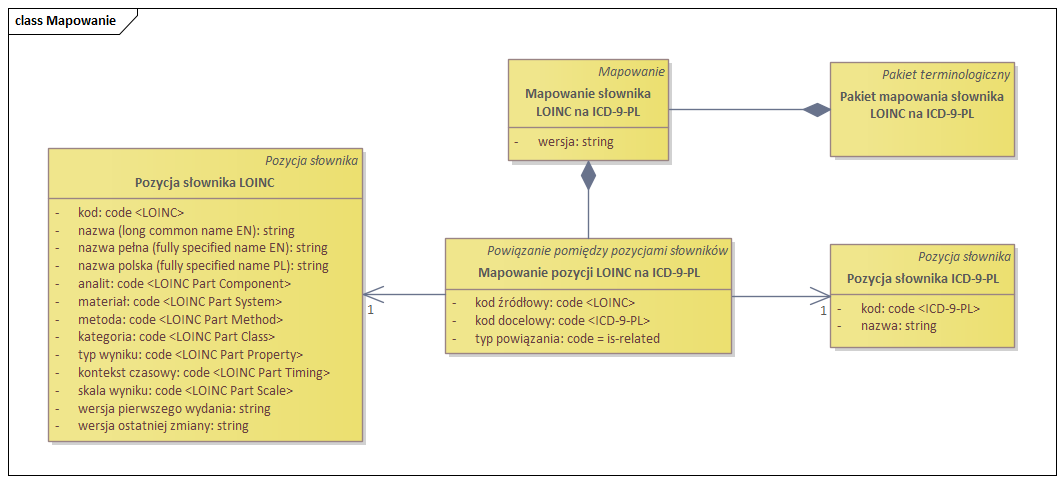 class Mapowanie
Mapowanie
Mapowanie słownika
LOINC na ICD-9-PL
- wersja: string
Pakiet terminologiczny
Pakiet mapowania słownika
LOINC na ICD-9-PL
Pozycja słownika
Pozycja słownika LOINC
- kod: code <LOINC>
- nazwa (long common name EN): string
- nazwa pełna (fully specified name EN): string
- nazwa polska (fully specified name PL): string
- analit: code <LOINC Part Component>
- materiał: code <LOINC Part System>
- metoda: code <LOINC Part Method>
- kategoria: code <LOINC Part Class>
- typ wyniku: code <LOINC Part Property>
- kontekst czasowy: code <LOINC Part Timing>
- skala wyniku: code <LOINC Part Scale>
- wersja pierwszego wydania: string
- wersja ostatniej zmiany: string
1
Powiązanie pomiędzy pozycjami słowników
Mapowanie pozycji LOINC na ICD-9-PL
- kod źródłowy: code <LOINC>
- kod docelowy: code <ICD-9-PL>
- typ powiązania: code = is-related
1
Pozycja słownika
Pozycja słownika ICD-9-PL
- kod: code <ICD-9-PL>
- nazwa: string